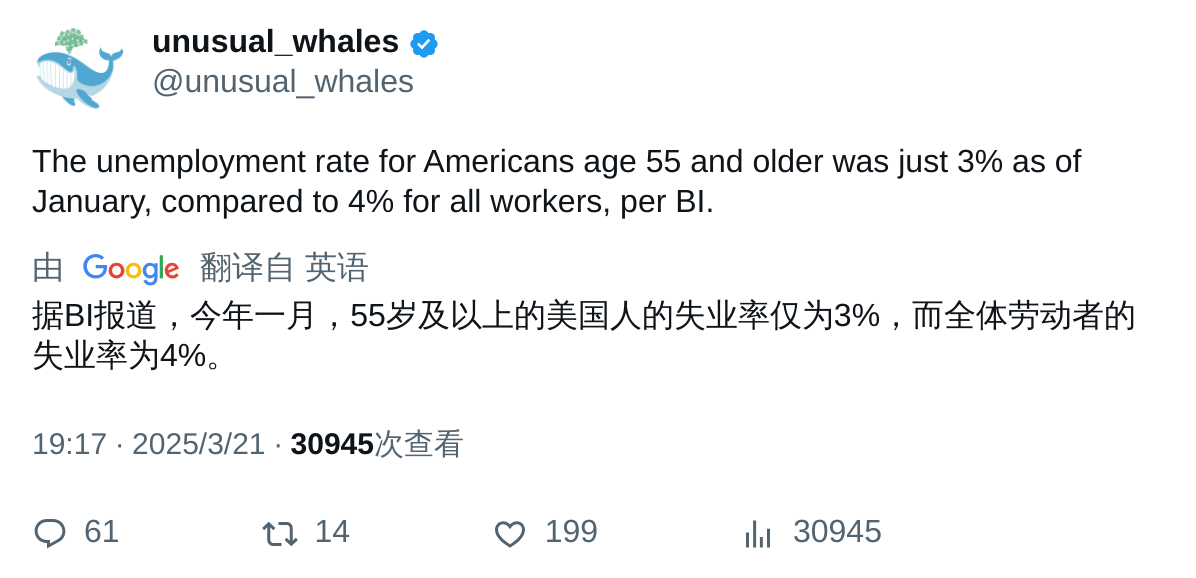 unusual_whales
@unusual_whales
The unemployment rate for Americans age 55 and older was just 3% as of
January, compared to 4% for all workers, per BI.
由 Google 翻译自 英语
据BI报道，今年一月，55岁及以上的美国人的失业率仅为3%，而全体劳动者的
失业率为4%。
19:17 · 2025/3/21 · 30945次查看
61 14 199 30945